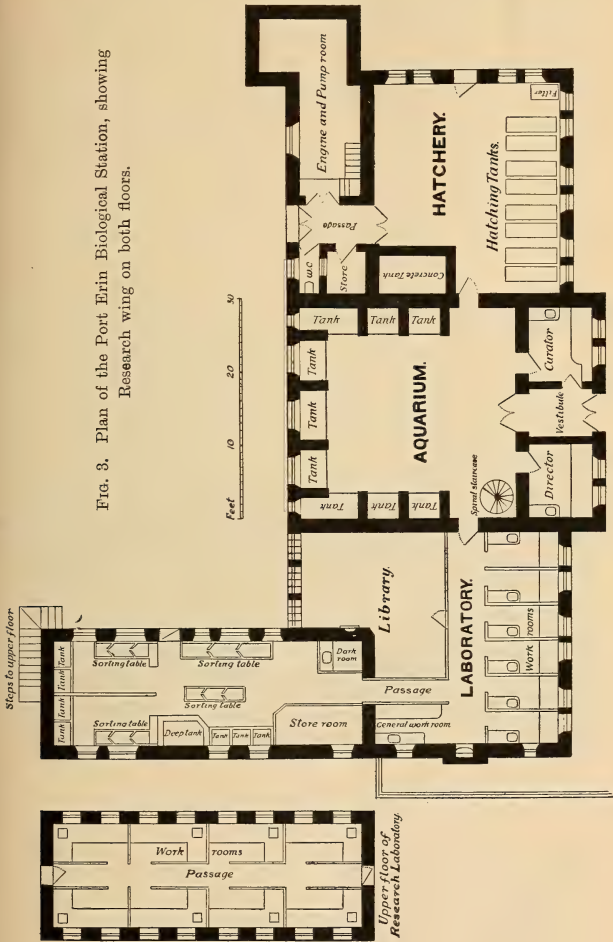 FIG. 3. Plan of the Port Erin Biological Station, showing
Research wing on both floors.
Feet 10 20 30
Engine and Pump room
Passage
W.C
Store
Concrete Tank
HATCHERY.
Filter
Hatching Tanks.
Tank
Tank
Tank
Tank
Tank
Tank
Tank
Tank
Tank
AQUARIUM.
Curator
Vestibule
Director
Spiral staircase
Library.
LABORATORY.
Work rooms
Passage
General work room
Steps to upper floor
Tank
Tank
Tank
Tank
Sorting table
Sorting table
Sorting table
Sorting table
Dark
room
Deep tank
Tank
Tank
Tank
Store room
Work rooms
Passage
Upper floor of
Research Laboratory.